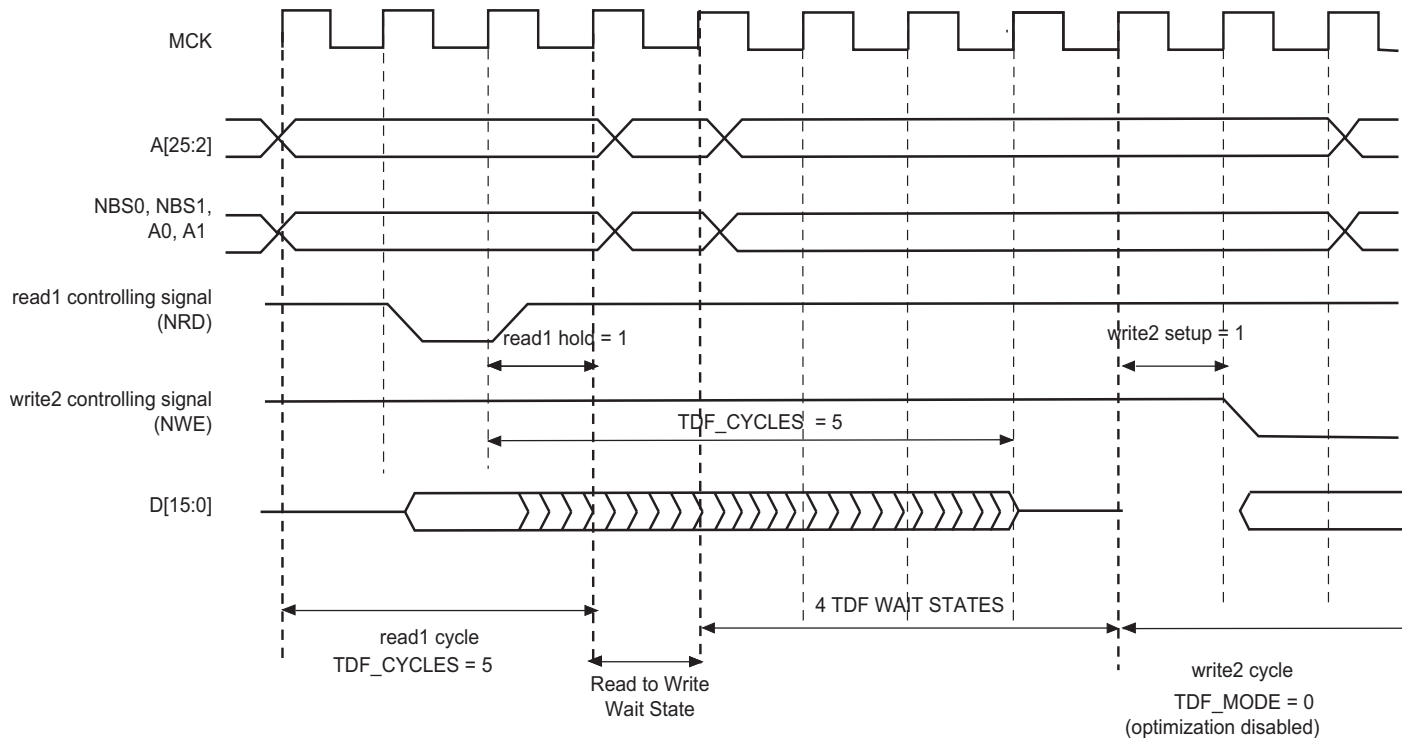 MCK
A[25:2]
NBS0, NBS1,
A0, A1
read1 controlling signal
(NRD)
read1 hold = 1
write2 setup = 1
write2 controlling signal
(NWE)
TDF_CYCLES = 5
D[15:0]
4 TDF WAIT STATES
read1 cycle
TDF_CYCLES = 5
Read to Write
Wait State
write2 cycle
TDF_MODE = 0
(optimization disabled)